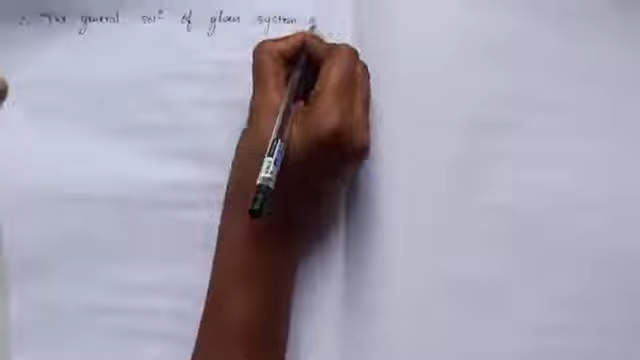 ∴ The general solⁿ of given system